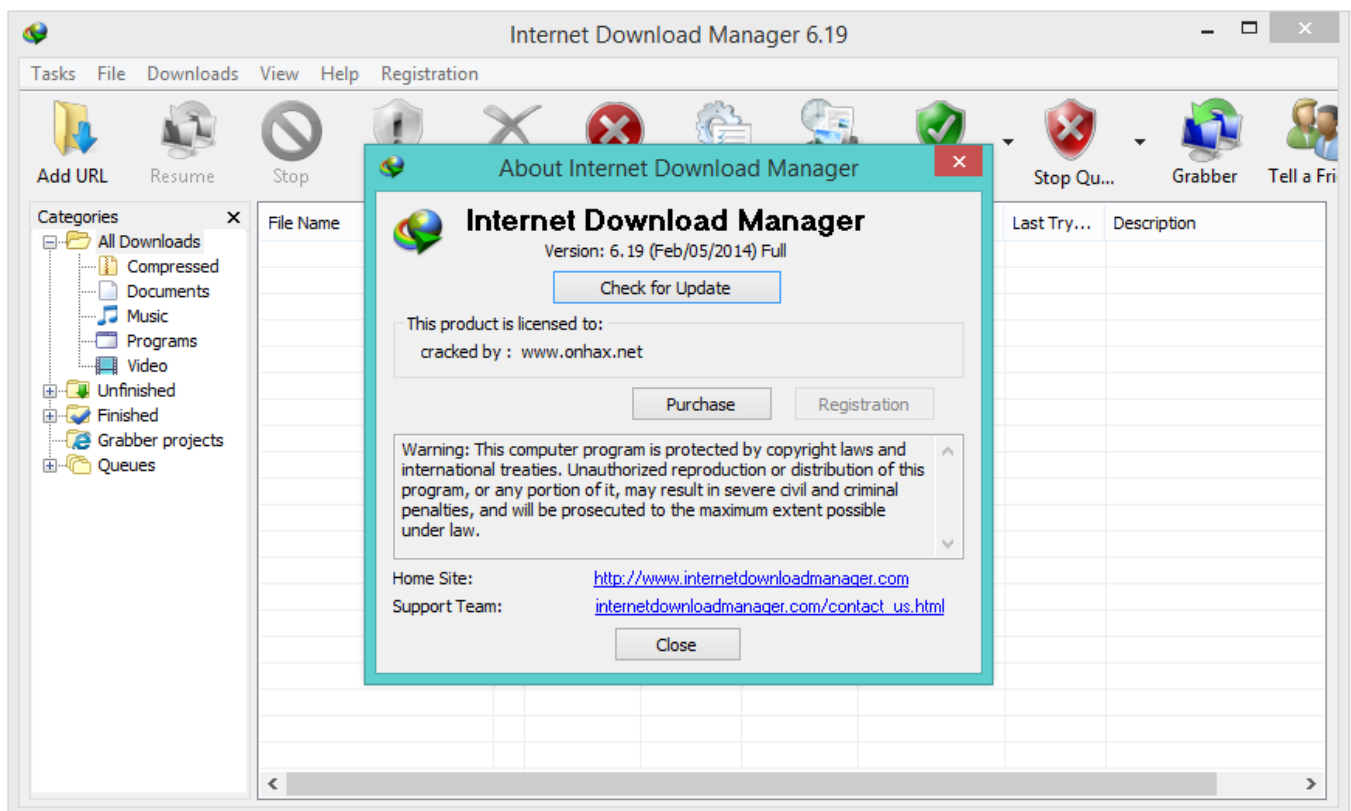 Internet Download Manager 6.19
Tasks File Downloads View Help Registration
Add URL Resume Stop Stop Qu... Grabber Tell a Fri
Categories
All Downloads
Compressed
Documents
Music
Programs
Video
Unfinished
Finished
Grabber projects
Queues
File Name Last Try... Description
About Internet Download Manager
Internet Download Manager
Version: 6.19 (Feb/05/2014) Full
Check for Update
This product is licensed to:
cracked by : www.onhax.net
Purchase Registration
Warning: This computer program is protected by copyright laws and
international treaties. Unauthorized reproduction or distribution of this
program, or any portion of it, may result in severe civil and criminal
penalties, and will be prosecuted to the maximum extent possible
under law.
Home Site: http://www.internetdownloadmanager.com
Support Team: internetdownloadmanager.com/contact_us.html
Close